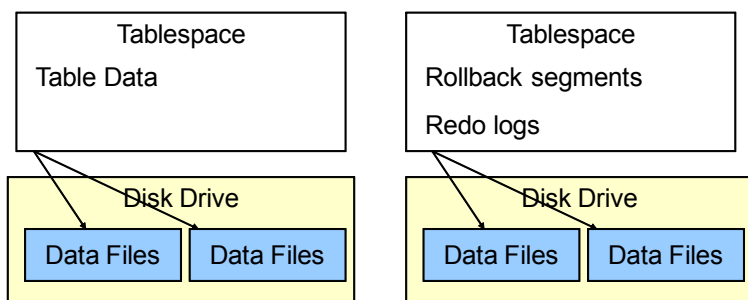 Tablespace
Table Data
Disk Drive
Data Files Data Files
Tablespace
Rollback segments
Redo logs
Disk Drive
Data Files Data Files